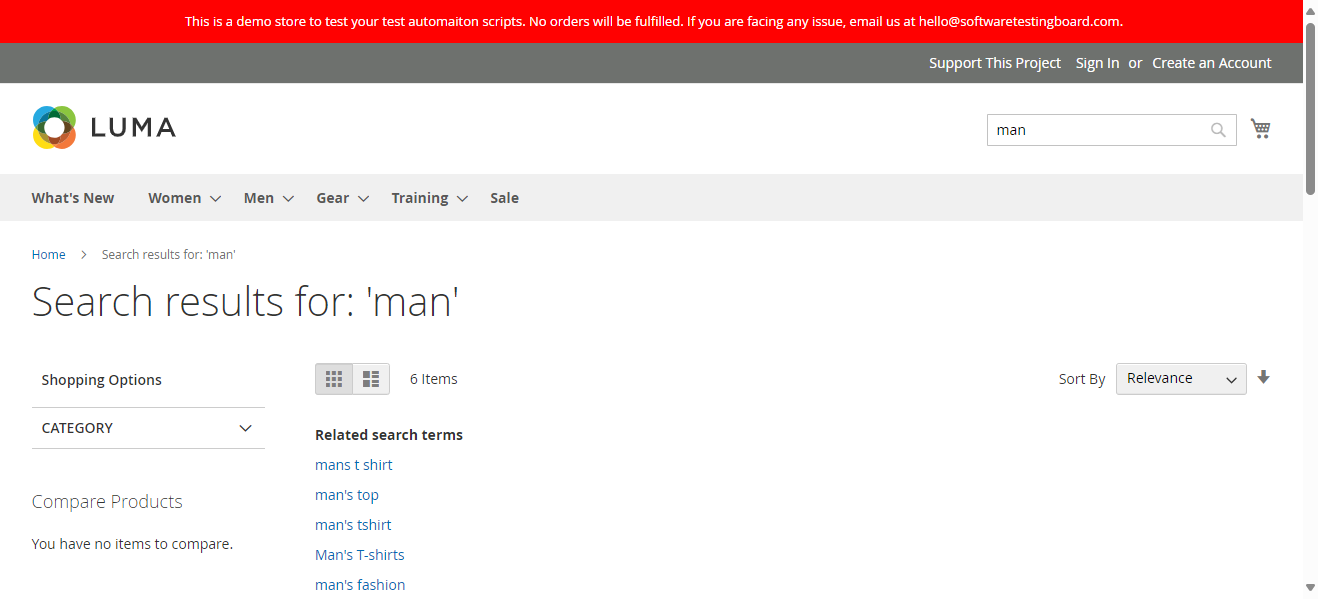 This is a demo store to test your test automaiton scripts. No orders will be fulfilled. If you are facing any issue, email us at hello@softwaretestingboard.com.
Support This Project Sign In or Create an Account
LUMA
man
What's New Women Men Gear Training Sale
Home Search results for: 'man'
Search results for: 'man'
Shopping Options
6 Items
Sort By Relevance
CATEGORY
Related search terms
mans t shirt
man's top
man's tshirt
Man's T-shirts
man's fashion
Compare Products
You have no items to compare.